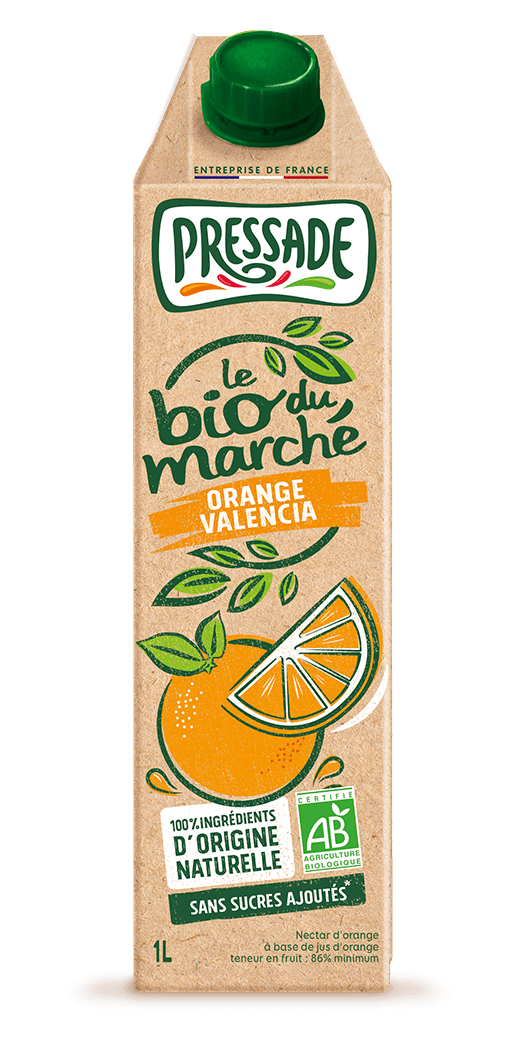 ENTREPRISE DE FRANCE
PRESSADE
le
bio du
marché
ORANGE
VALENCIA
100% INGRÉDIENTS
D'ORIGINE
NATURELLE
CERTIFIÉ
AB
AGRICULTURE
BIOLOGIQUE
SANS SUCRES AJOUTÉS*
1L
Nectar d'orange
à base de jus d'orange
teneur en fruit : 86% minimum